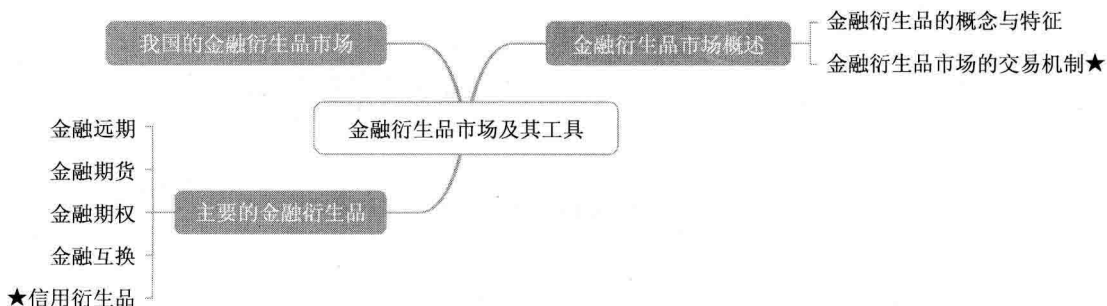 我国的金融衍生品市场
金融衍生品市场概述
金融衍生品的概念与特征
金融衍生品市场的交易机制★
金融衍生品市场及其工具
金融远期
金融期货
金融期权
金融互换
★信用衍生品
主要的金融衍生品